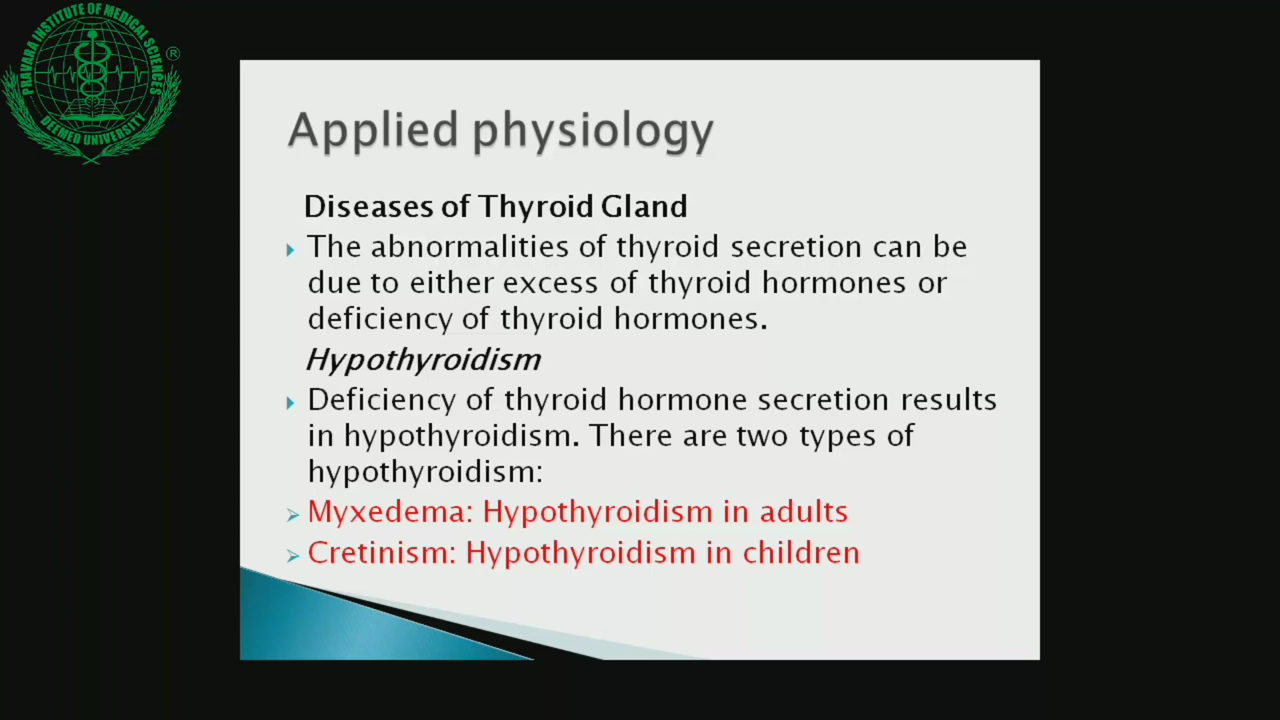 PRAVARA INSTITUTE OF MEDICAL SCIENCES
DEEMED UNIVERSITY
®
Applied physiology
Diseases of Thyroid Gland
The abnormalities of thyroid secretion can be
due to either excess of thyroid hormones or
deficiency of thyroid hormones.
Hypothyroidism
Deficiency of thyroid hormone secretion results
in hypothyroidism. There are two types of
hypothyroidism:
Myxedema: Hypothyroidism in adults
Cretinism: Hypothyroidism in children